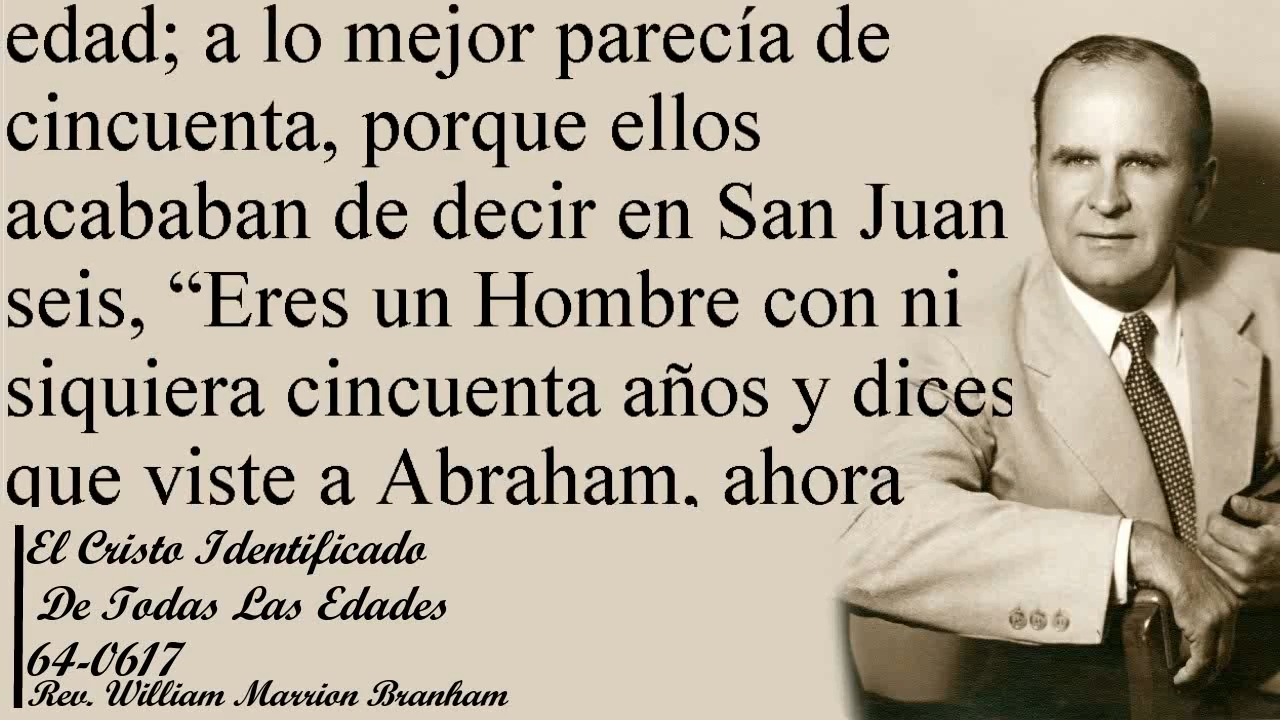 edad; a lo mejor parecía de
cincuenta, porque ellos
acababan de decir en San Juan
seis, “Eres un Hombre con ni
siquiera cincuenta años y dices
que viste a Abraham, ahora
El Cristo Identificado
De Todas Las Edades
64-0617
Rev. William Marrion Branham